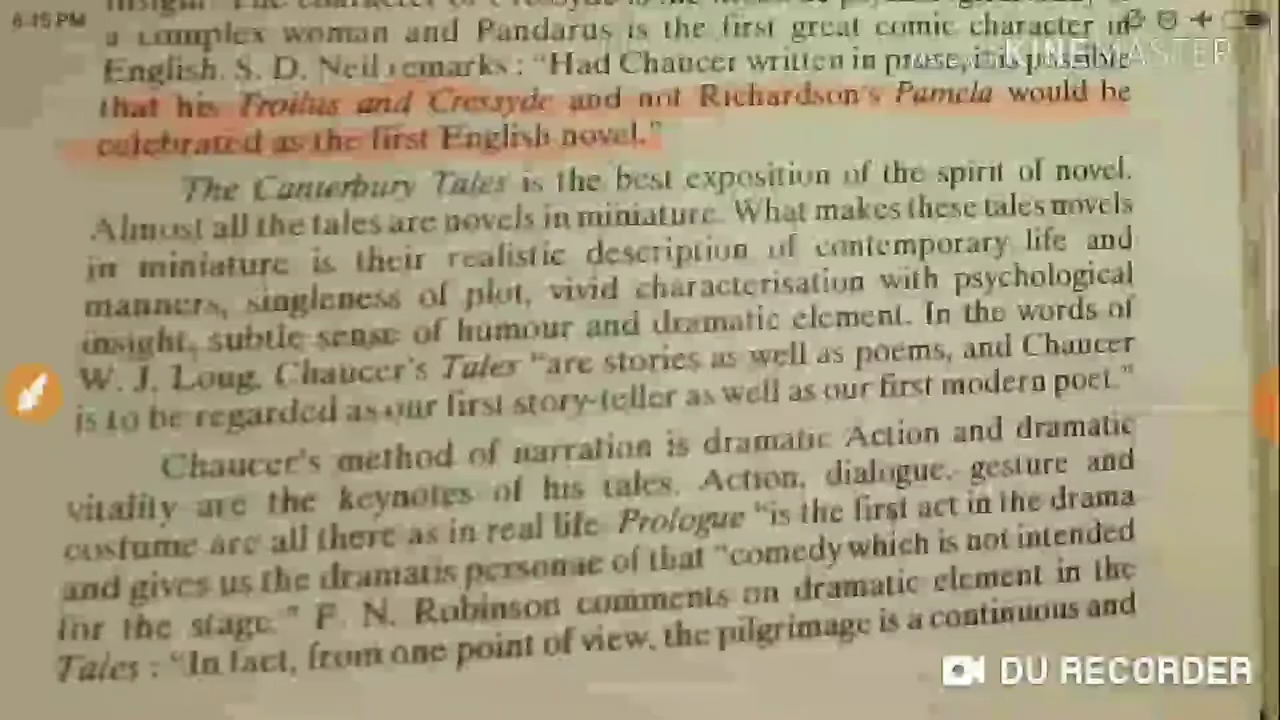 6:15 PM
a complex woman and Pandarus is the first great comic character in
KINEMASTER
English. S. D. Neil remarks : "Had Chaucer written in prose, it is possible
that his Troilus and Cressyde and not Richardson's Pamela would be
celebrated as the first English novel."
The Canterbury Tales is the best exposition of the spirit of novel.
Almost all the tales are novels in miniature. What makes these tales novels
in miniature is their realistic description of contemporary life and
manners, singleness of plot, vivid characterisation with psychological
insight, subtle sense of humour and dramatic element. In the words of
W. J. Long, Chaucer's Tales "are stories as well as poems, and Chaucer
is to be regarded as our first story-teller as well as our first modern poet."
Chaucer's method of narration is dramatic Action and dramatic
vitality are the keynotes of his tales. Action, dialogue, gesture and
costume are all there as in real life. Prologue "is the first act in the drama
and gives us the dramatis personae of that "comedy which is not intended
for the stage." F. N. Robinson comments on dramatic element in the
Tales : "In fact, from one point of view, the pilgrimage is a continuous and
DU RECORDER